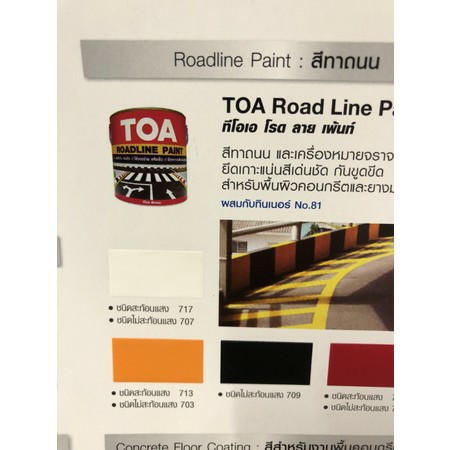 Roadline Paint : สีทาถนน
TOA Road Line
ทีโอเอ โรด ลาย เพ้นท์
TOA
ROADLINE PAINT
สีทาถนน และเครื่องหมายจราจ
ยึดเกาะแน่นสีเด่นชัด กันขูดขีด
สำหรับพื้นผิวคอนกรีตและยางม
ผสมกับทินเนอร์ No.81
• ชนิดสะท้อนแสง 717
• ชนิดไม่สะท้อนแสง 707
• ชนิดสะท้อนแสง 713
• ชนิดไม่สะท้อนแสง 703
• ชนิดไม่สะท้อนแสง 709
• ชนิดสะท้อนแสง
• ชนิดไม่สะท้อนแสง
Concrete Floor Coating : สีสำหรับงานพื้นคอนกรีต